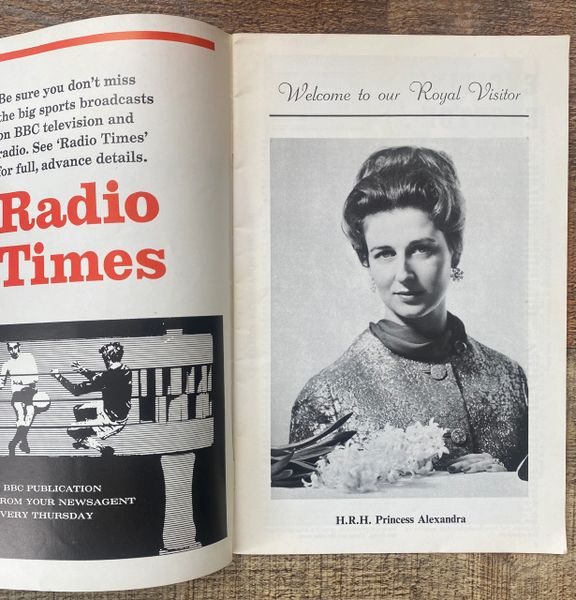 Be sure you don't miss
the big sports broadcasts
on BBC television and
radio. See 'Radio Times'
for full, advance details.
Radio
Times
BBC PUBLICATION
FROM YOUR NEWSAGENT
EVERY THURSDAY
Welcome to our Royal Visitor
H.R.H. Princess Alexandra